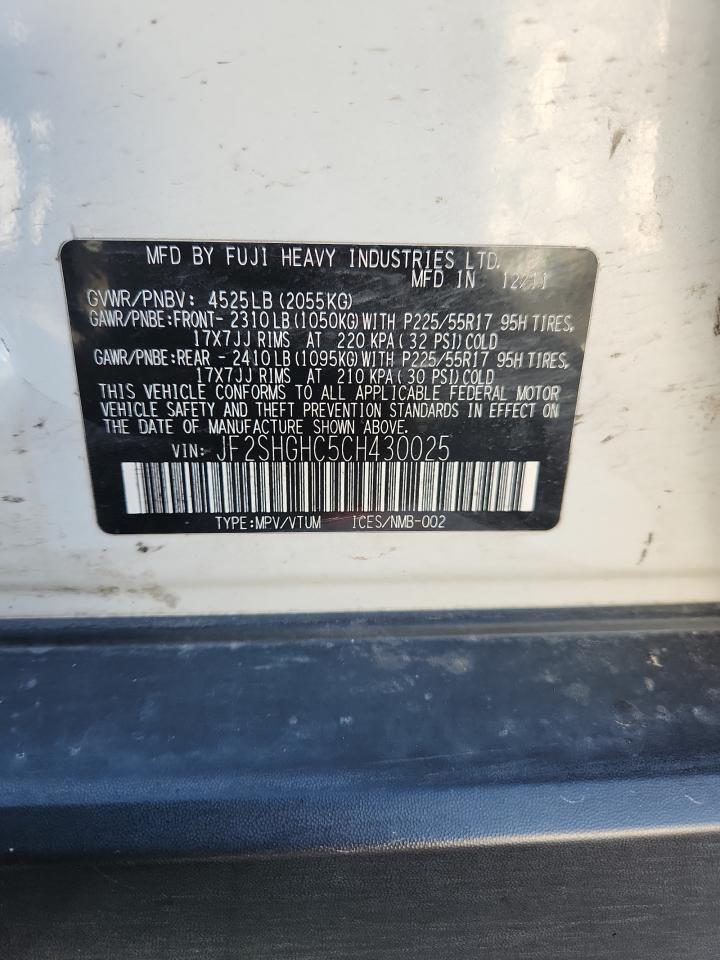 MFD BY FUJI HEAVY INDUSTRIES LTD.
MFD IN 12/11
GVWR/PNBV: 4525LB (2055KG)
GAWR/PNBE:FRONT- 2310LB(1050KG)WITH P225/55R17 95H TIRES,
17X7JJ RIMS AT 220 KPA(32 PSI)COLD
GAWR/PNBE:REAR - 2410LB(1095KG)WITH P225/55R17 95H TIRES,
17X7JJ RIMS AT 210 KPA(30 PSI)COLD
THIS VEHICLE CONFORMS TO ALL APPLICABLE FEDERAL MOTOR
VEHICLE SAFETY AND THEFT PREVENTION STANDARDS IN EFFECT ON
THE DATE OF MANUFACTURE SHOWN ABOVE.
VIN: JF2SHGHC5CH430025
TYPE:MPV/VTUM ICES/NMB-002